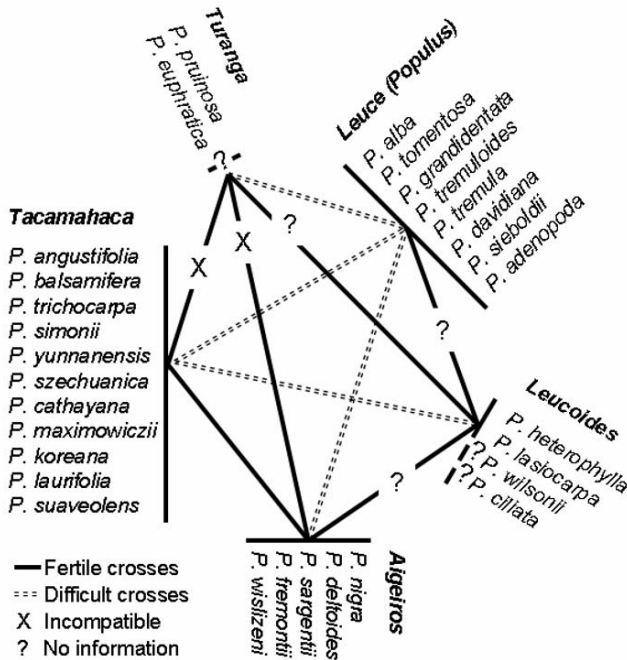 Turanga
P. pruinosa
P. euphratica
?
Leuce (Populus)
P. alba
P. tomentosa
P. grandidentata
P. tremuloides
P. tremula
P. davidiana
P. sieboldii
P. adenopoda
Tacamahaca
P. angustifolia
P. balsamifera
P. trichocarpa
P. simonii
P. yunnanensis
P. szechuanica
P. cathayana
P. maximowiczii
P. koreana
P. laurifolia
P. suaveolens
X
X
?
?
?
Leucoides
P. heterophylla
P. lasiocarpa
? P. wilsonii
? P. ciliata
Aigeiros
P. nigra
P. deltoides
P. sargentii
P. fremontii
P. wislizeni
Fertile crosses
Difficult crosses
X Incompatible
? No information